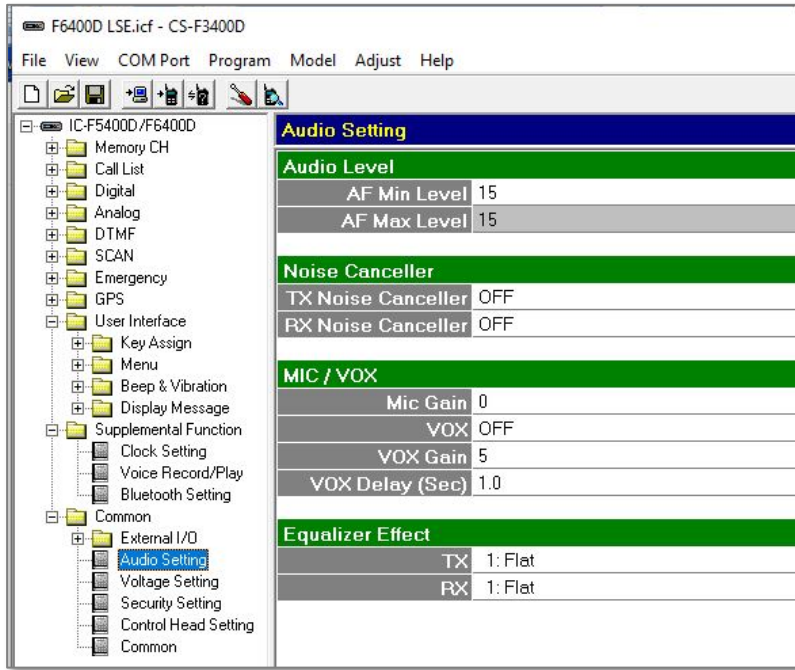 F6400D LSE.icf - CS-F3400D
File View COM Port Program Model Adjust Help
IC-F5400D/F6400D
Memory CH
Call List
Digital
Analog
DTMF
SCAN
Emergency
GPS
User Interface
Key Assign
Menu
Beep & Vibration
Display Message
Supplemental Function
Clock Setting
Voice Record/Play
Bluetooth Setting
Common
External I/O
Audio Setting
Voltage Setting
Security Setting
Control Head Setting
Common
Audio Setting
Audio Level
AF Min Level 15
AF Max Level 15
Noise Canceller
TX Noise Canceller OFF
RX Noise Canceller OFF
MIC / VOX
Mic Gain 0
VOX OFF
VOX Gain 5
VOX Delay (Sec) 1.0
Equalizer Effect
TX 1: Flat
RX 1: Flat